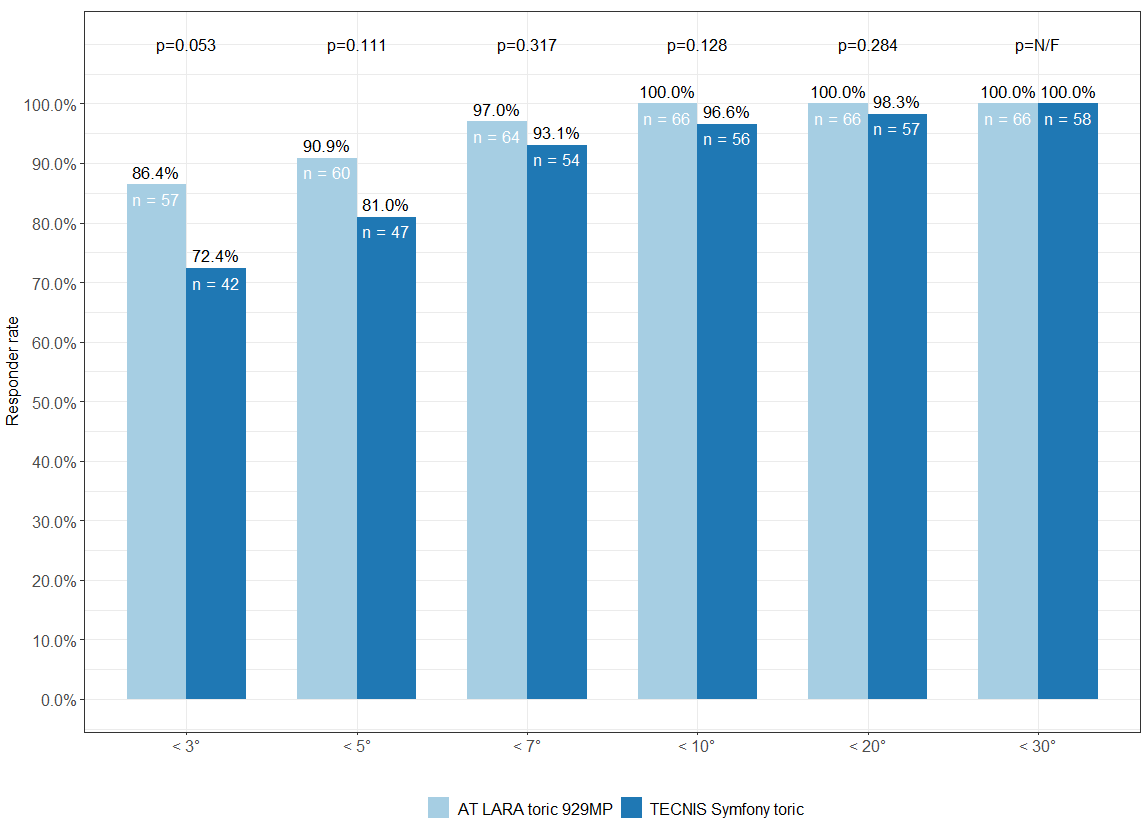 p=0.053 p=0.111 p=0.317 p=0.128 p=0.284 p=N/F
100.0% 100.0% 96.6% 100.0% 98.3% 100.0% 100.0%
n = 66 n = 56 n = 66 n = 57 n = 66 n = 58
97.0% 93.1%
n = 64 n = 54
90.9% 81.0%
n = 60 n = 47
86.4% 72.4%
n = 57 n = 42
90.0%
80.0%
70.0%
60.0%
50.0%
40.0%
30.0%
20.0%
10.0%
0.0%
Responder rate
< 3° < 5° < 7° < 10° < 20° < 30°
AT LARA toric 929MP TECNIS Symfony toric